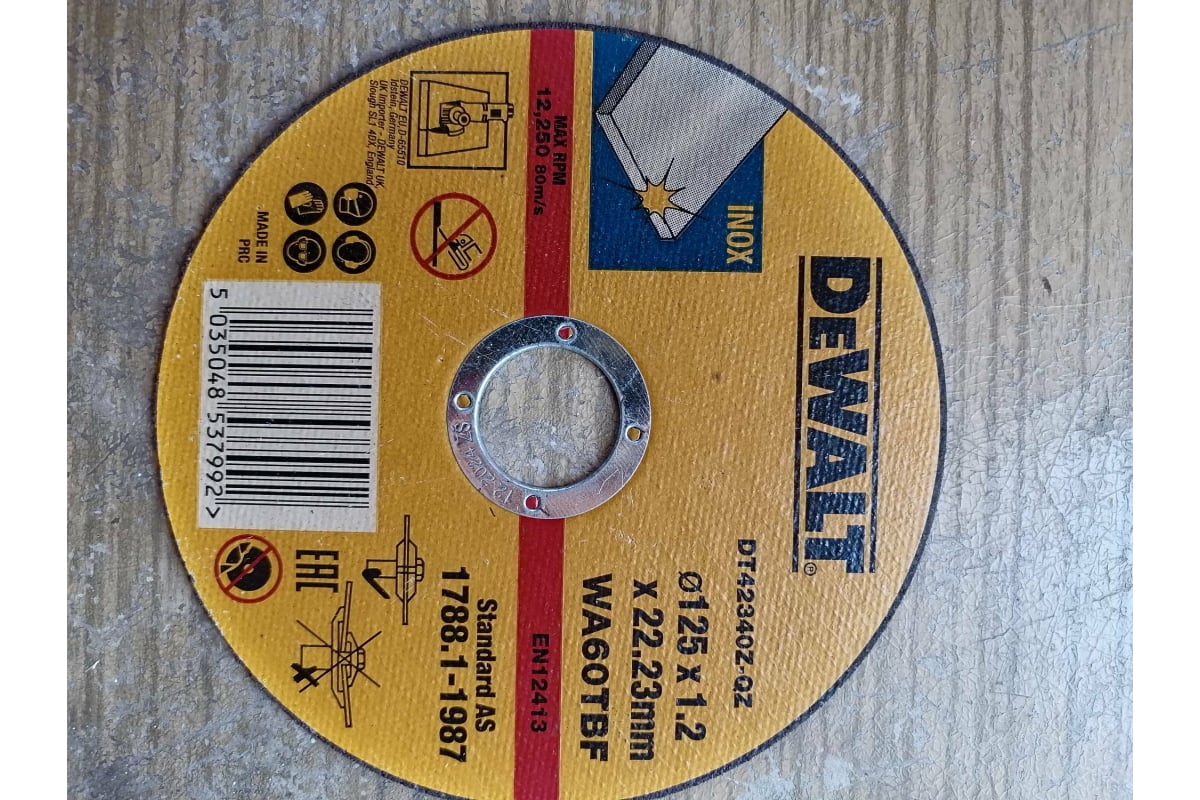 DEWALT
INOX
DT42340Z-QZ
Ø125 x 1.2
x 22.23mm
WA60TBF
MAX RPM
12,250 80m/s
EN12413
Standard AS
1788.1-1987
DEWALT EU, D-65510
Idstein, Germany
UK Importer - DEWALT UK
Slough SL1 4DX, England
EAC
MADE IN
PRC
5 035048 537992>
12.2024